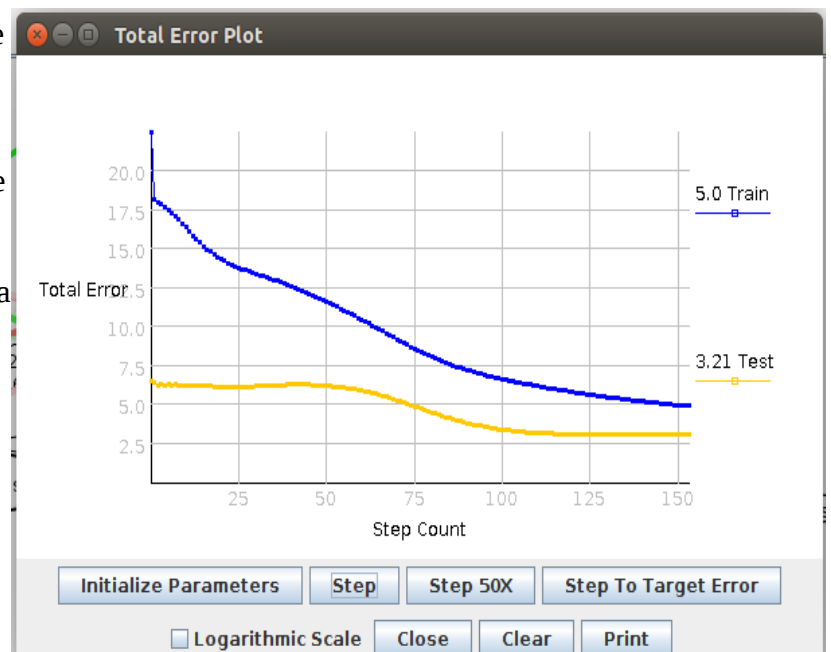 Total Error Plot
20.0
17.5
15.0
Total Error
12.5
10.0
7.5
5.0
2.5
25 50 75 100 125 150
Step Count
5.0 Train
3.21 Test
Initialize Parameters Step Step 50X Step To Target Error
Logarithmic Scale Close Clear Print